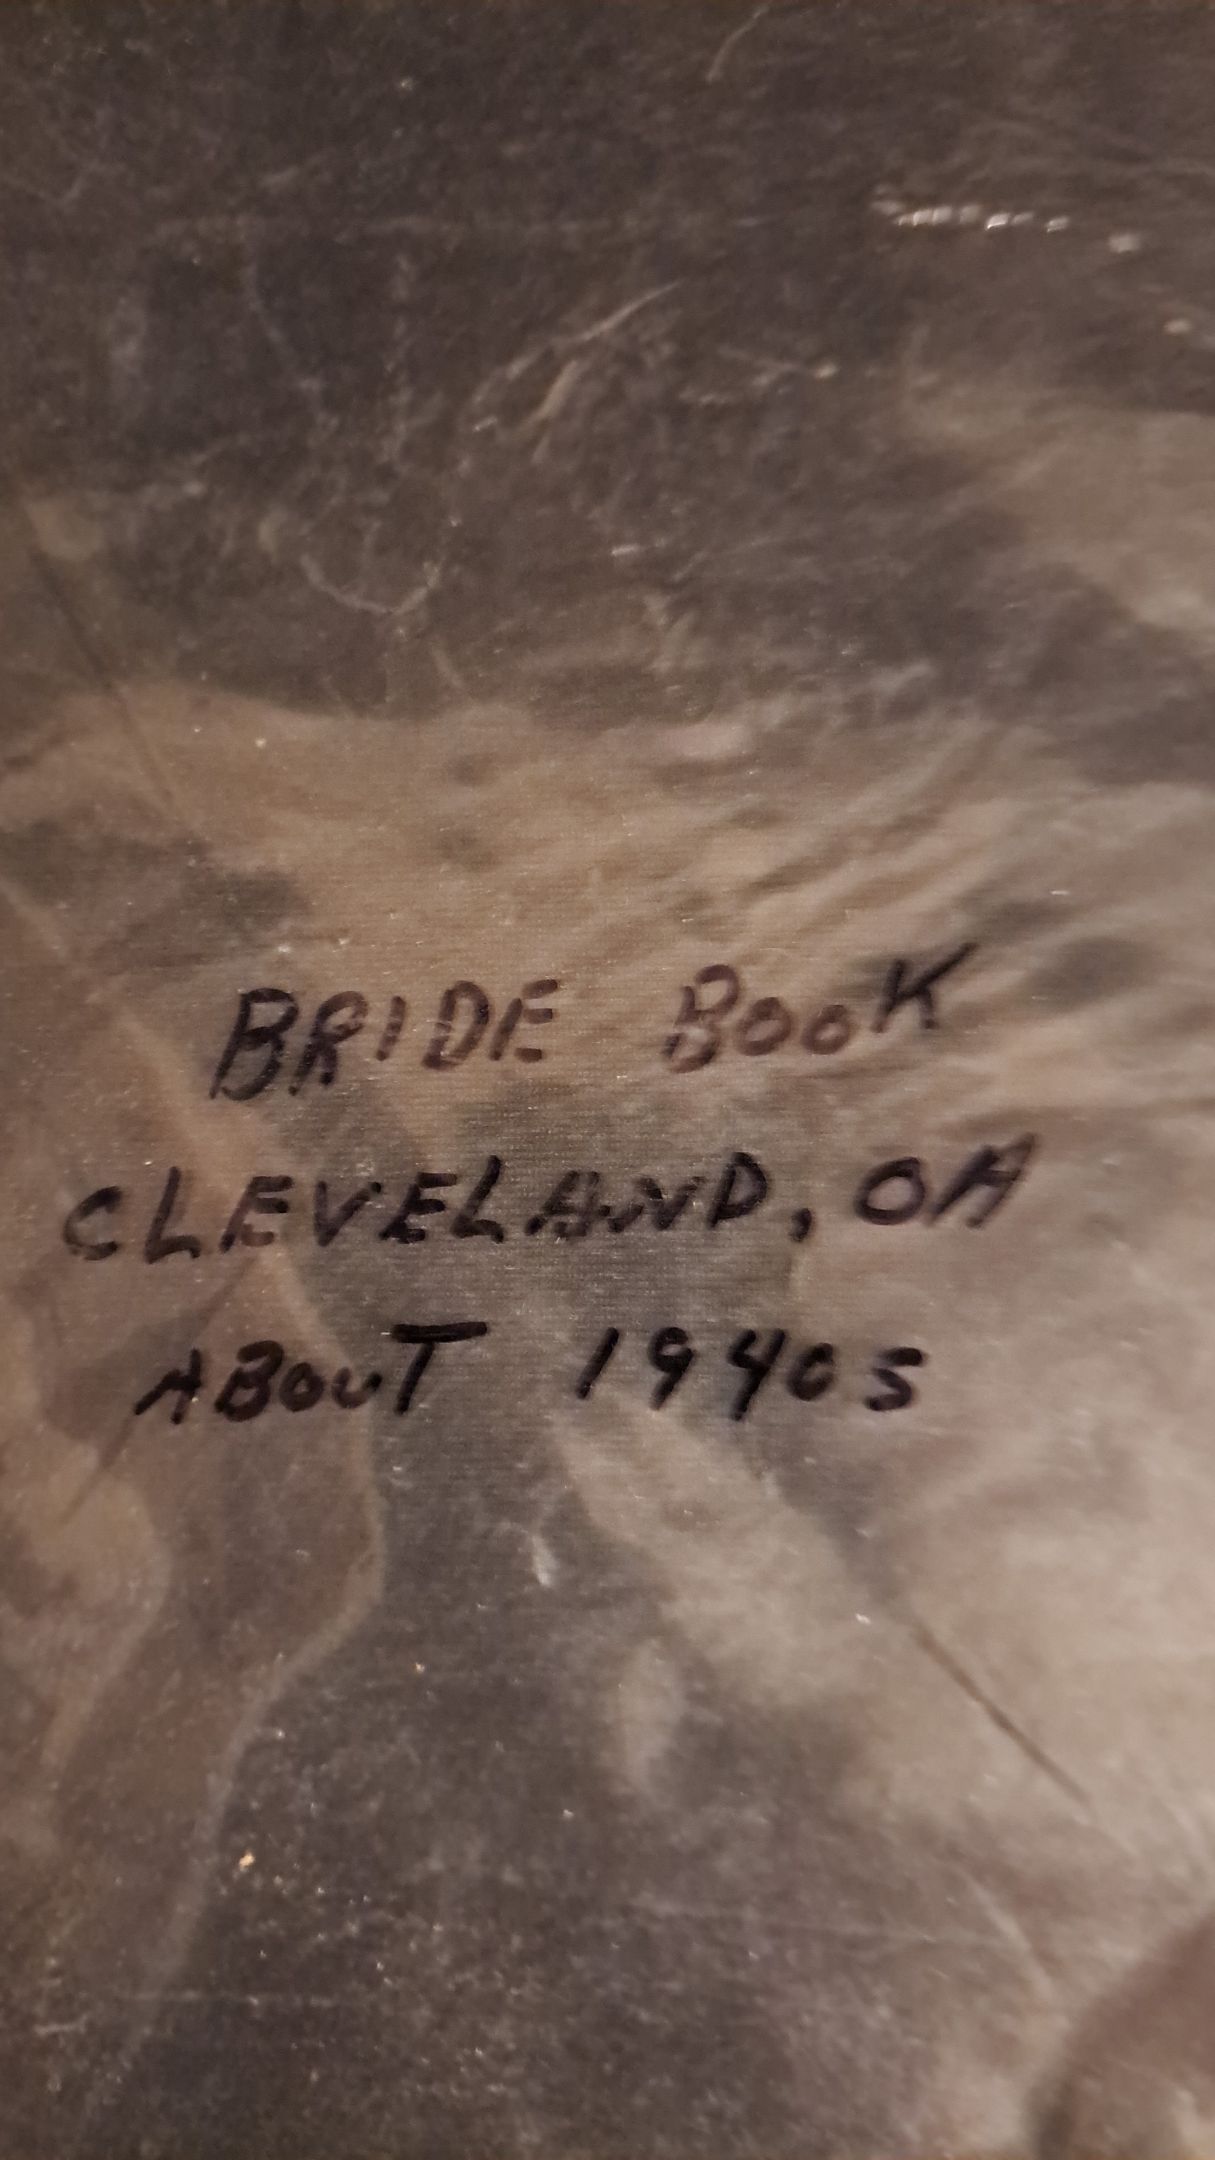 BRIDE BOOK
CLEVELAND, OH
ABOUT 1940S